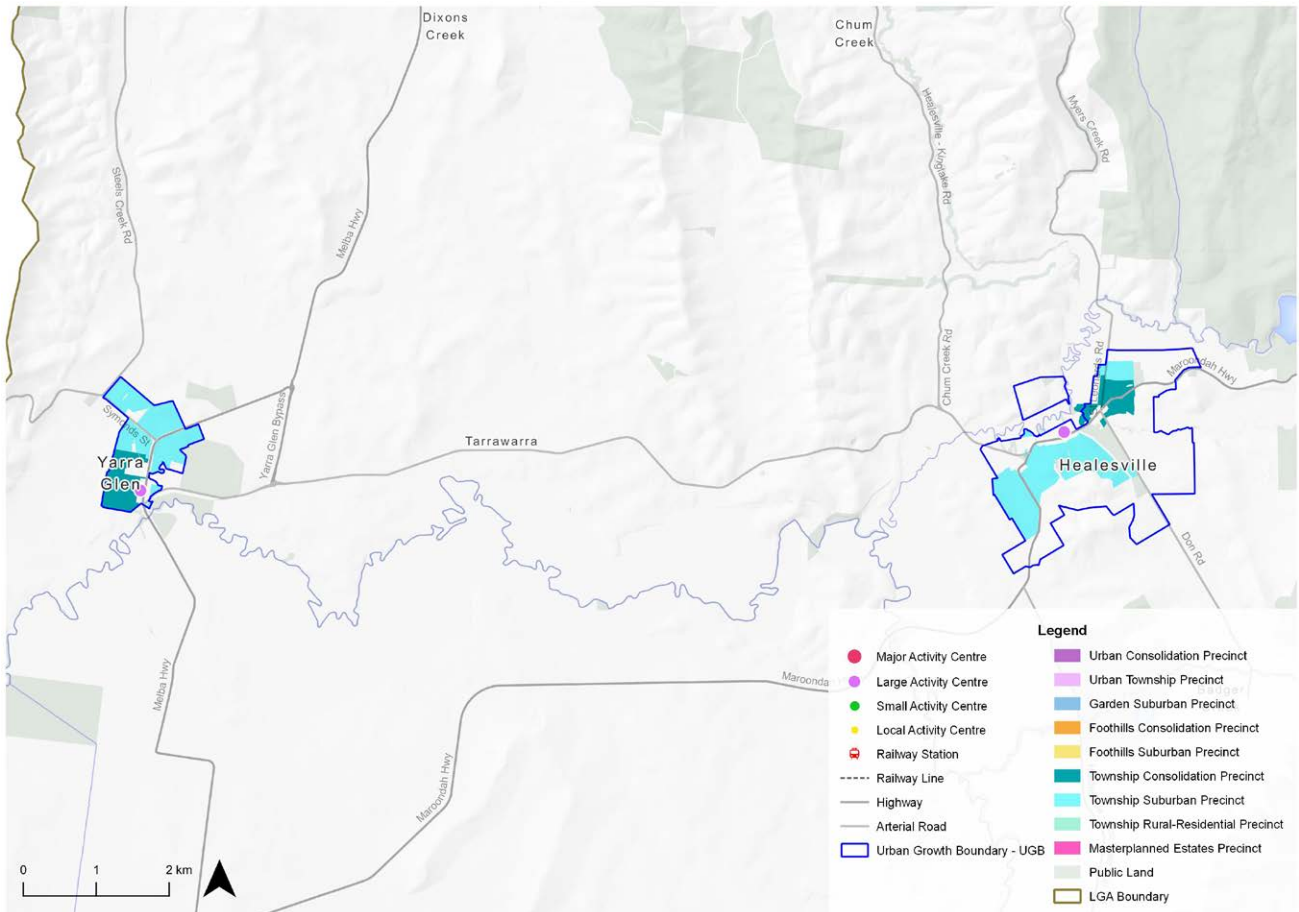 Dixons
Creek
Chum
Creek
Healesville - Kinglake Rd
Myers Creek Rd
Steels Creek Rd
Melba Hwy
Chum Creek Rd
Maroondah Hwy
Symonds St
Yarra Glen Bypass
Tarrawarra
Yarra
Glen
Healesville
Don Rd
Melba Hwy
Maroondah Hwy
Maroonda
Legend
Major Activity Centre
Large Activity Centre
Small Activity Centre
Local Activity Centre
Railway Station
Railway Line
Highway
Arterial Road
Urban Growth Boundary - UGB
Urban Consolidation Precinct
Urban Township Precinct
Garden Suburban Precinct
Foothills Consolidation Precinct
Foothills Suburban Precinct
Township Consolidation Precinct
Township Suburban Precinct
Township Rural-Residential Precinct
Masterplanned Estates Precinct
Public Land
LGA Boundary
Badger
0 1 2 km